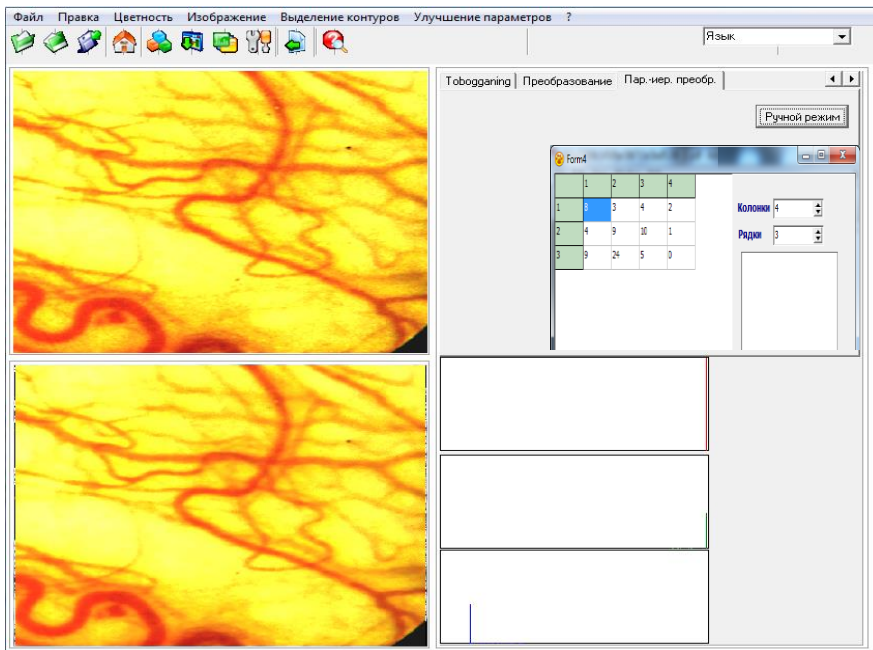 Файл Правка Цветность Изображение Выделение контуров Улучшение параметров ?
Язык
Tobogganing Преобразование Пар.-иер. преобр.
Ручной режим
Form4
1 2 3 4
1 3 4 2
2 4 9 10 1
3 9 24 5 0
Колонки 4
Рядки 3